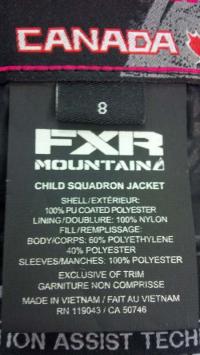 CANADA
8
FXR
MOUNTAIN
CHILD SQUADRON JACKET
SHELL/EXTÉRIEUR:
100% PU COATED POLYESTER
LINING/DOUBLURE: 100% NYLON
FILL/REMPLISSAGE:
BODY/CORPS: 60% POLYETHYLENE
40% POLYESTER
SLEEVES/MANCHES: 100% POLYESTER
EXCLUSIVE OF TRIM
GARNITURE NON COMPRISE
MADE IN VIETNAM / FAIT AU VIETNAM
RN 119043 / CA 50746
ION ASSIST TECH